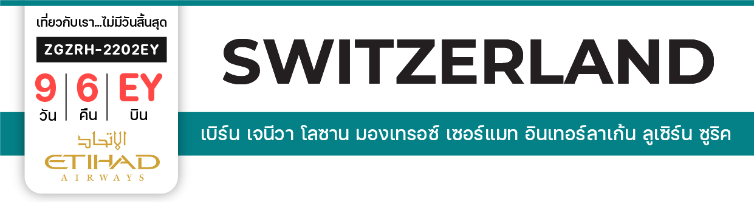 เที่ยวกับเรา...ไม่มีวันสิ้นสุด
ZGZRH-2202EY
9 6 EY
วัน คืน บิน
الإتحاد
ETIHAD
AIRWAYS
SWITZERLAND
เบิร์น เจนีวา โลซาน มองเทรอซ์ เซอร์แมท อินเทอร์ลาเก้น ลูเซิร์น ซูริค